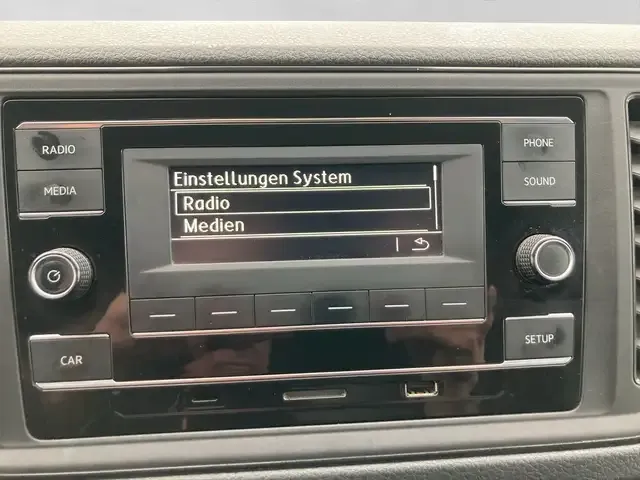 RADIO
MEDIA
CAR
Einstellungen System
Radio
Medien
PHONE
SOUND
SETUP